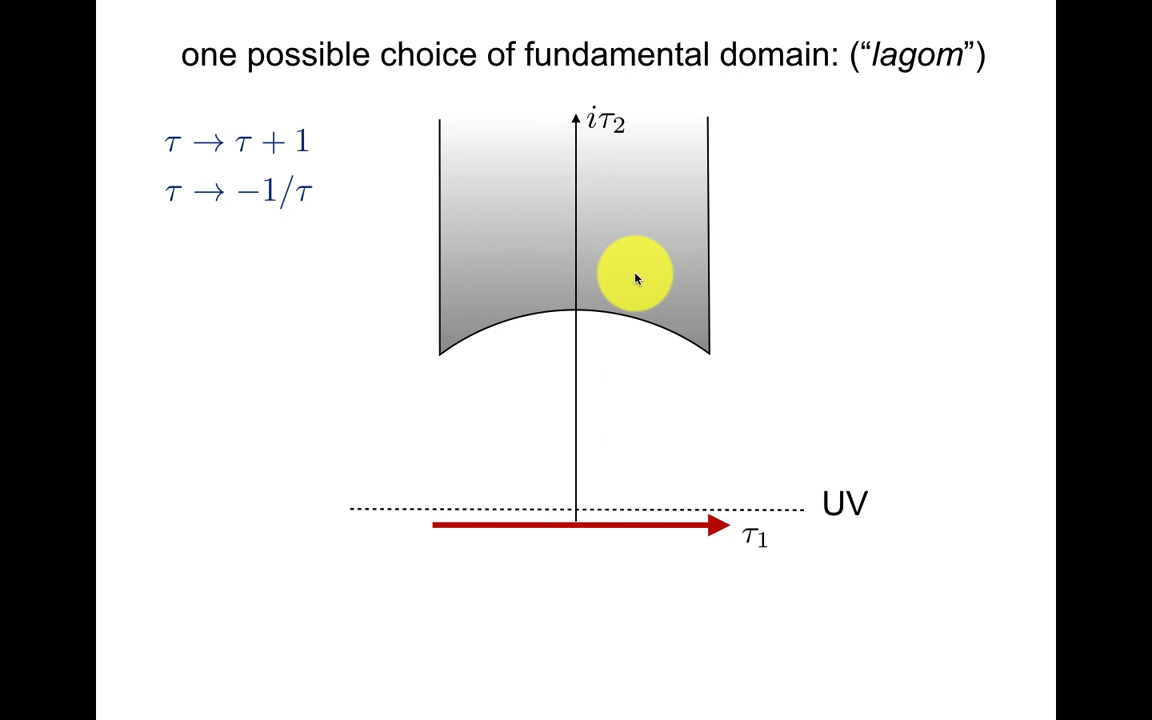 one possible choice of fundamental domain: (“lagom”)
τ → τ + 1
τ → −1/τ
iτ₂
UV
τ₁